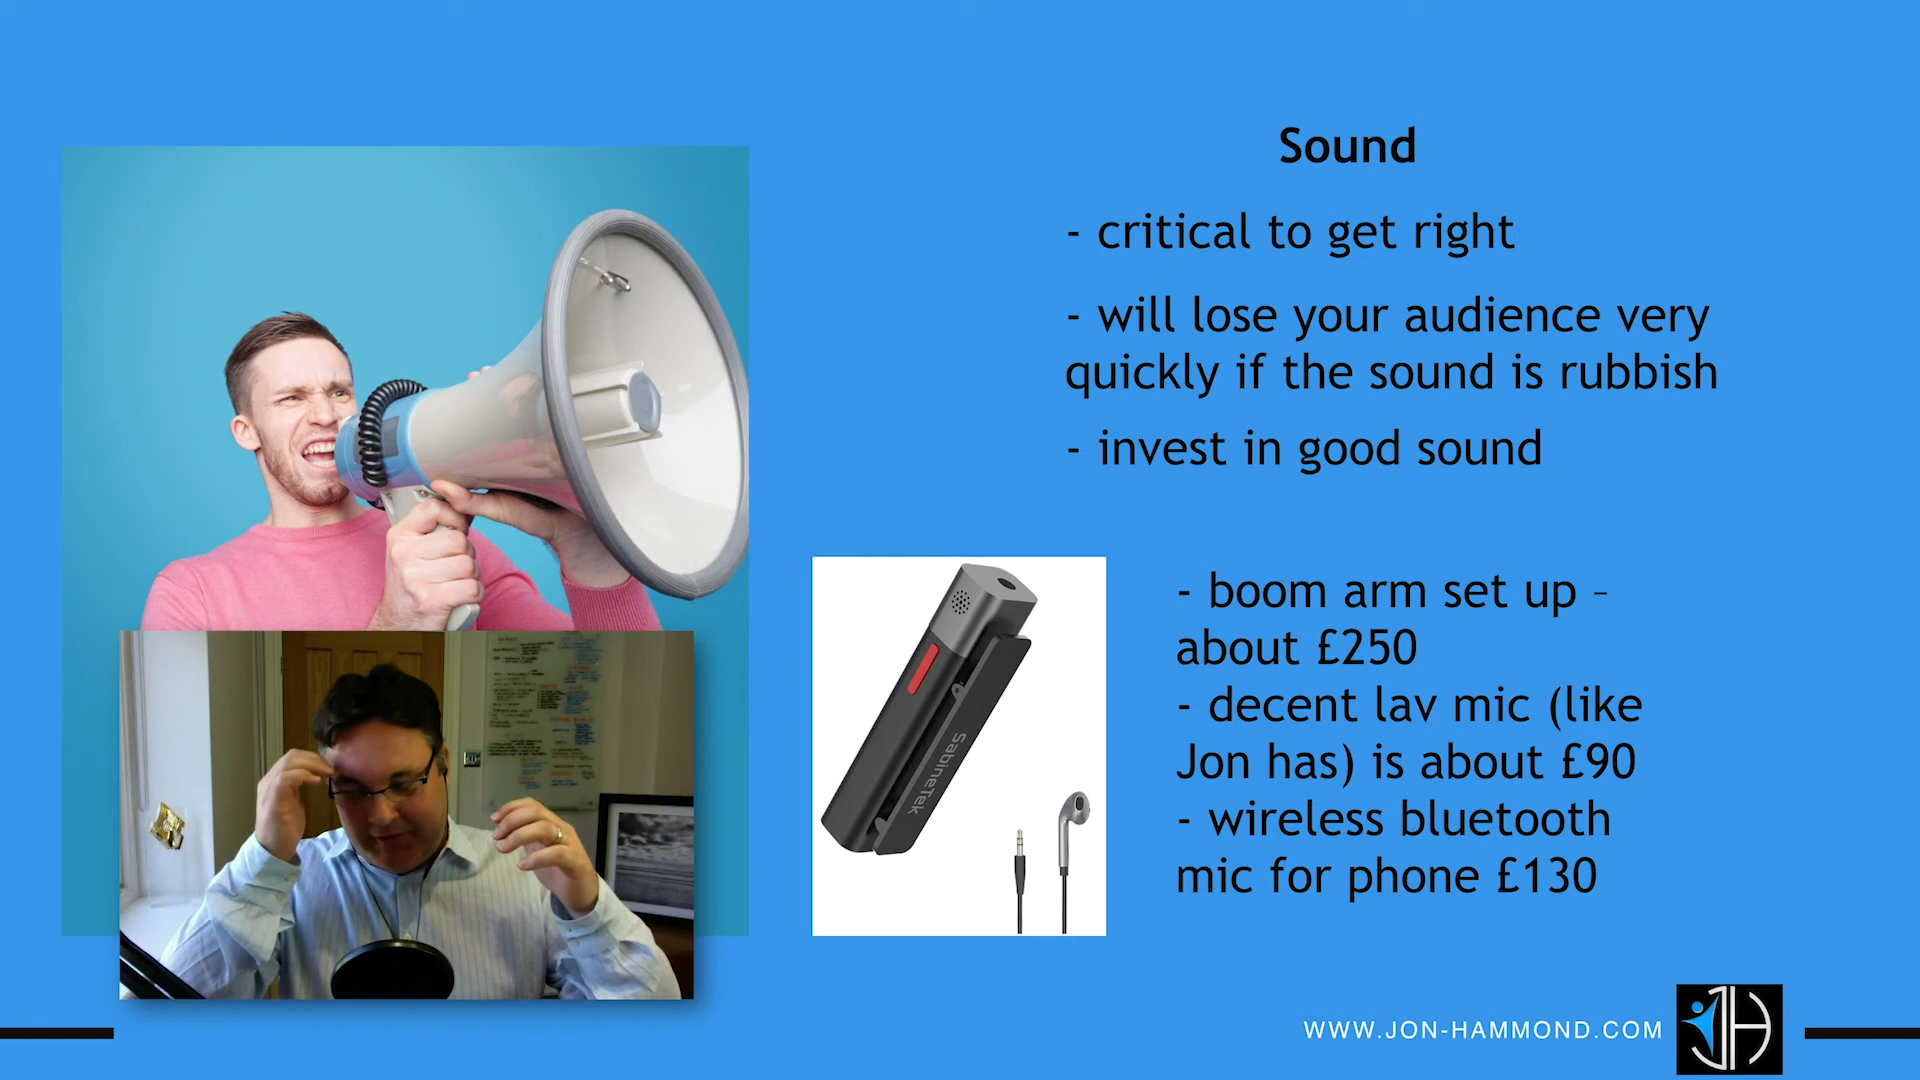 Sound
- critical to get right
- will lose your audience very
quickly if the sound is rubbish
- invest in good sound
SabineTek
- boom arm set up –
about £250
- decent lav mic (like
Jon has) is about £90
- wireless bluetooth
mic for phone £130
WWW.JON-HAMMOND.COM
JH